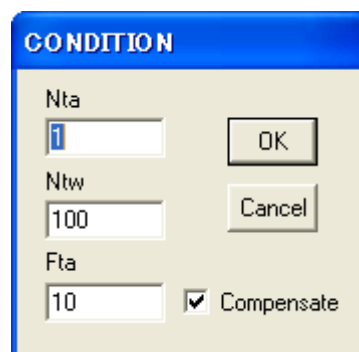 CONDITION
Nta
1
OK
Ntw
100
Cancel
Fta
10
Compensate